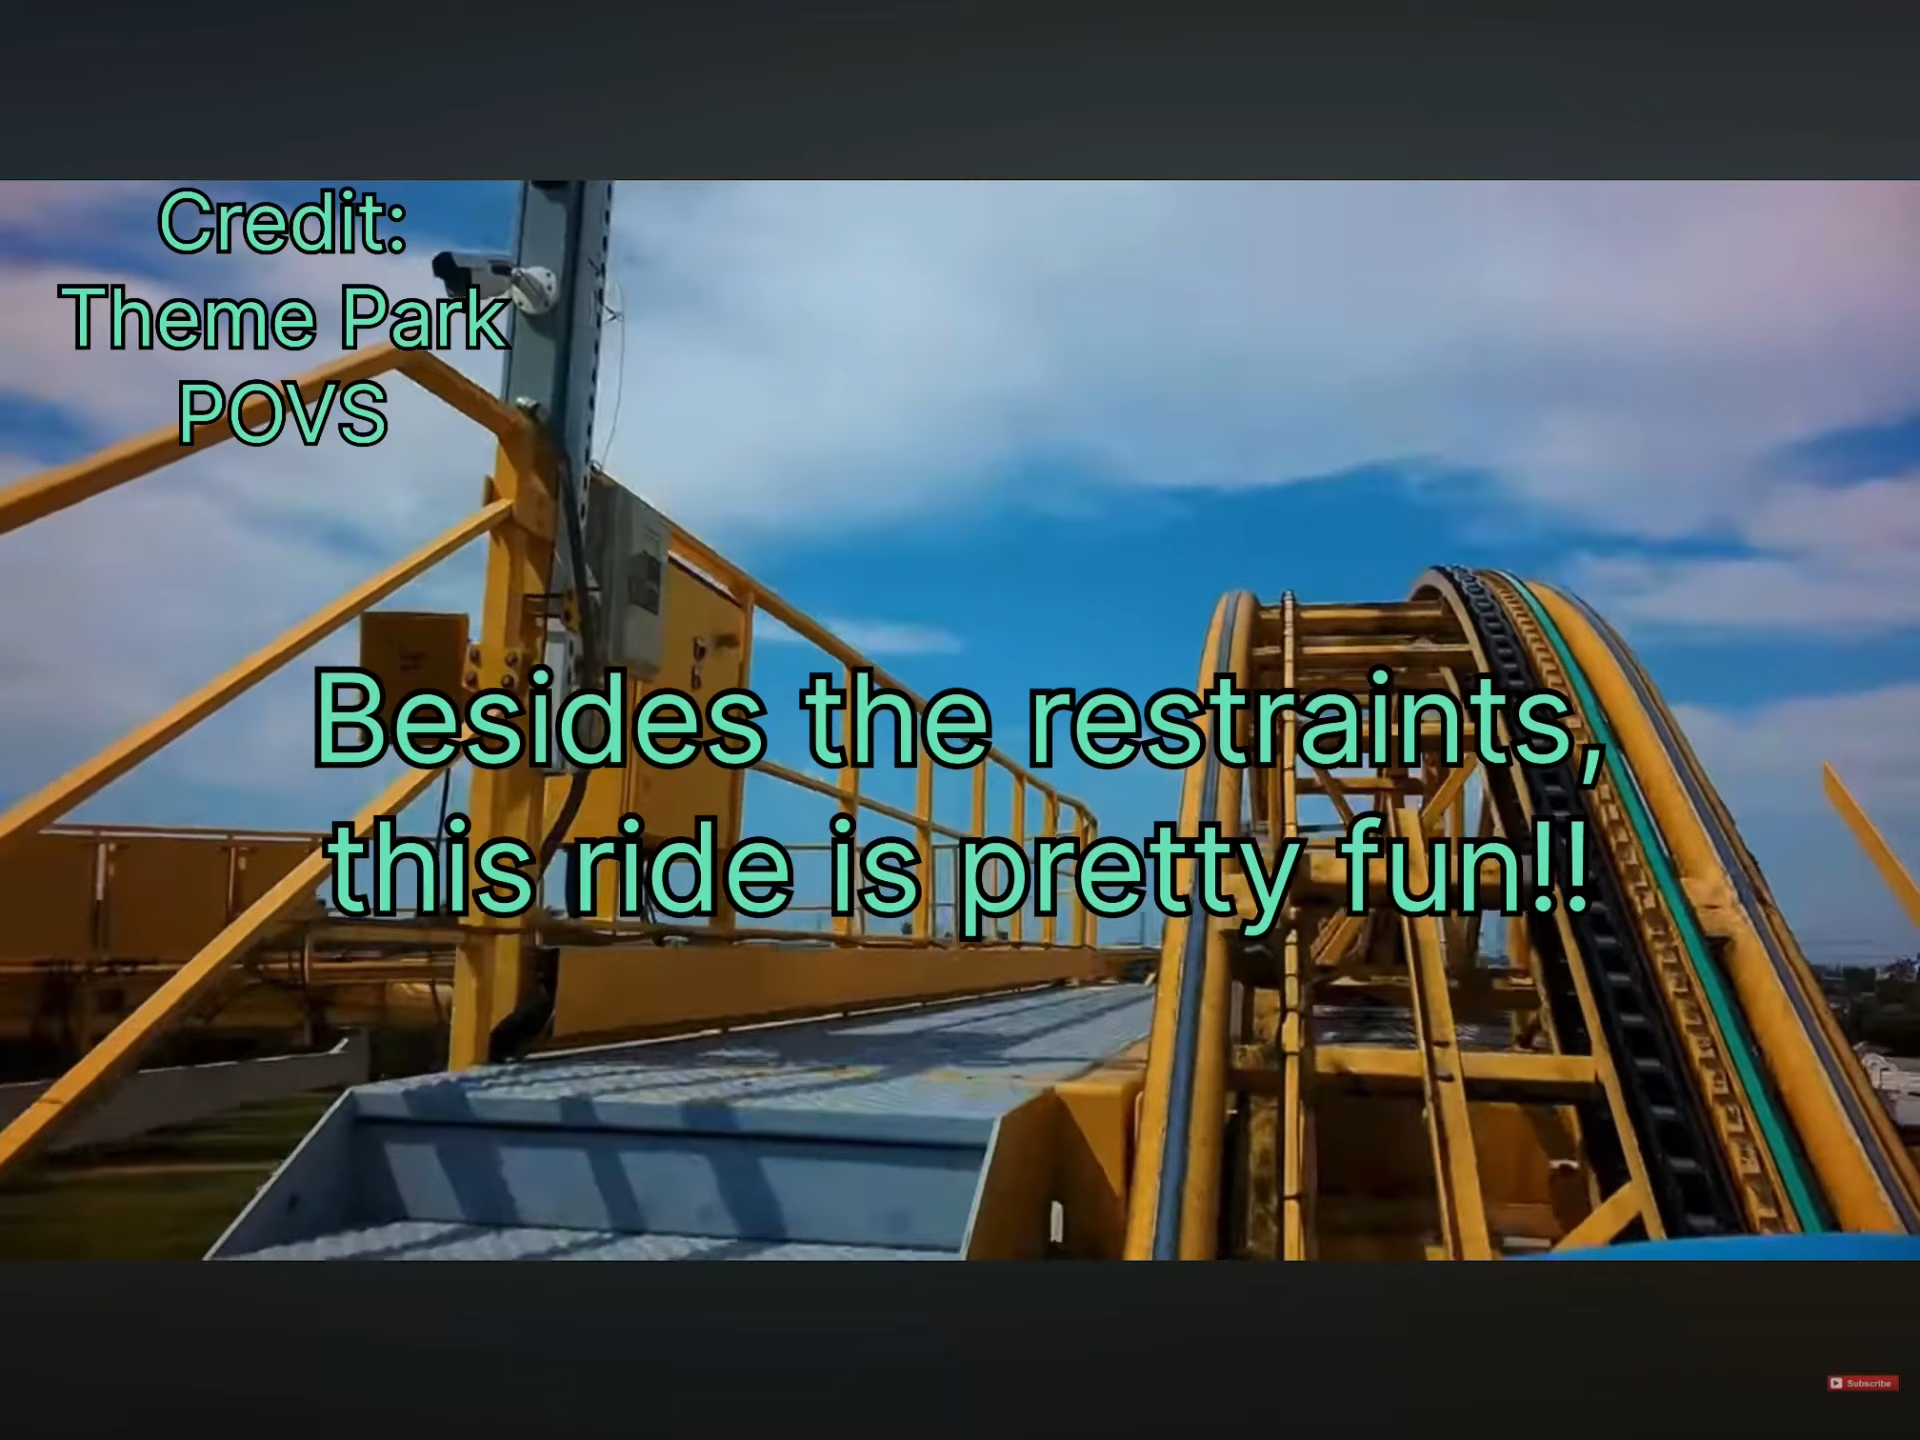 Credit:
Theme Park
POVS
Besides the restraints,
this ride is pretty fun!!
Subscribe